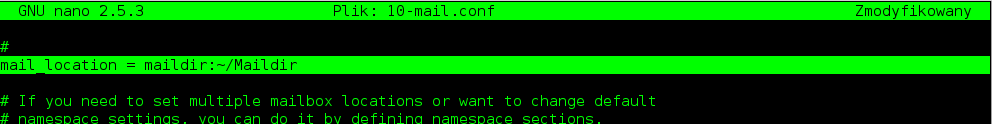 GNU nano 2.5.3 Plik: 10-mail.conf Zmodyfikowany
#
mail_location = maildir:~/Maildir
# If you need to set multiple mailbox locations or want to change default
# namespace settings, you can do it by defining namespace sections.